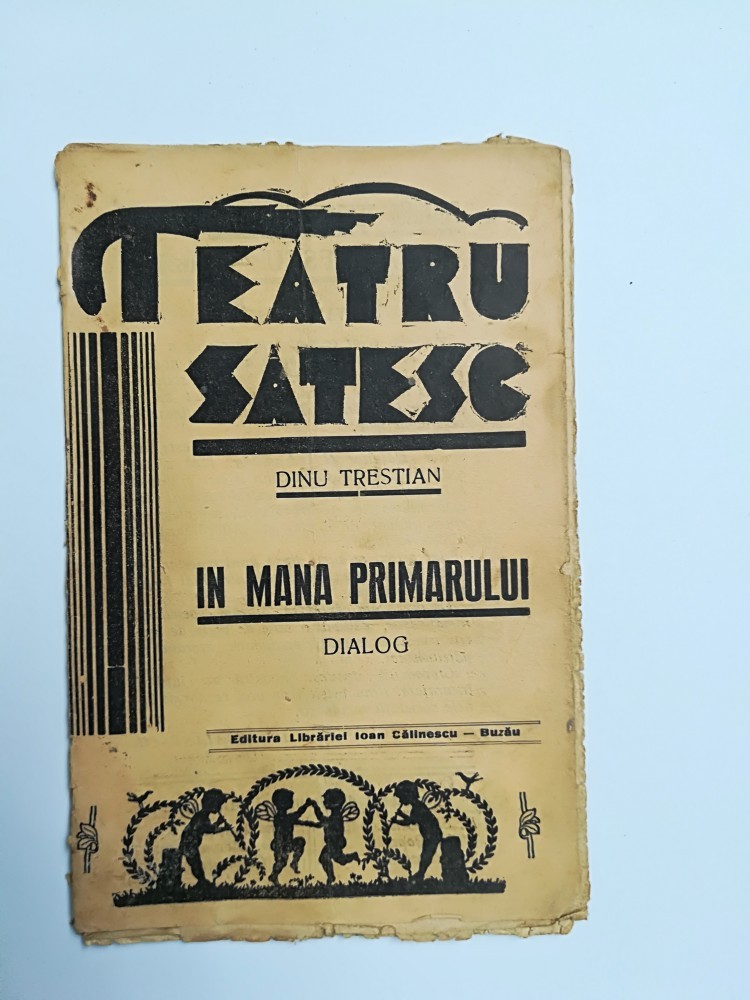 TEATRU
SATESC
DINU TRESTIAN
IN MANA PRIMARULUI
DIALOG
Editura Librăriei Ioan Călinescu — Buzău